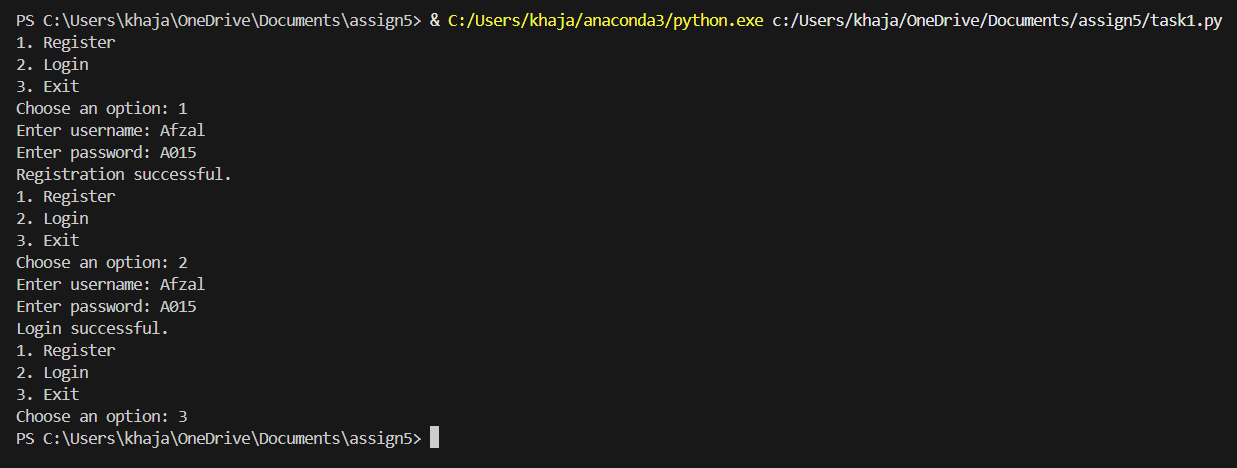 PS C:\Users\khaja\OneDrive\Documents\assign5> & C:/Users/khaja/anaconda3/python.exe c:/Users/khaja/OneDrive/Documents/assign5/task1.py
1. Register
2. Login
3. Exit
Choose an option: 1
Enter username: Afzal
Enter password: A015
Registration successful.
1. Register
2. Login
3. Exit
Choose an option: 2
Enter username: Afzal
Enter password: A015
Login successful.
1. Register
2. Login
3. Exit
Choose an option: 3
PS C:\Users\khaja\OneDrive\Documents\assign5>